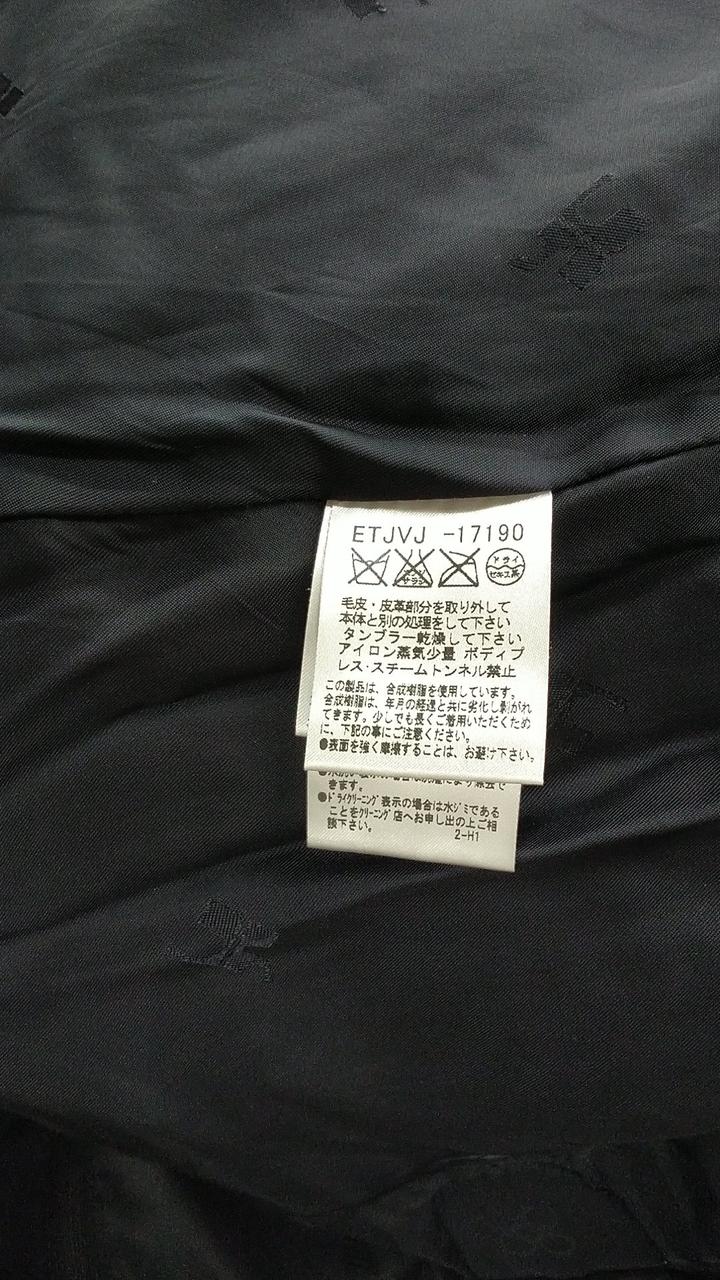 ETJVJ -17190
エンソ サラシ
ドライ
セキユ系
毛皮・皮革部分を取り外して
本体と別の処理をして下さい
タンブラー乾燥して下さい
アイロン蒸気少量 ボディプ
レス・スチームトンネル禁止
この製品は、合成樹脂を使用しています。
合成樹脂は、年月の経過と共に劣化し剥がれ
てきます。少しでも長くご着用いただくため
に、下記の事にご注意ください。
●表面を強く摩擦することは、お避け下さい。
きます。
●ドライクリーニング表示の場合は水ジミである
ことをクリーニング店へお申し出の上ご相
談下さい。
2-H1